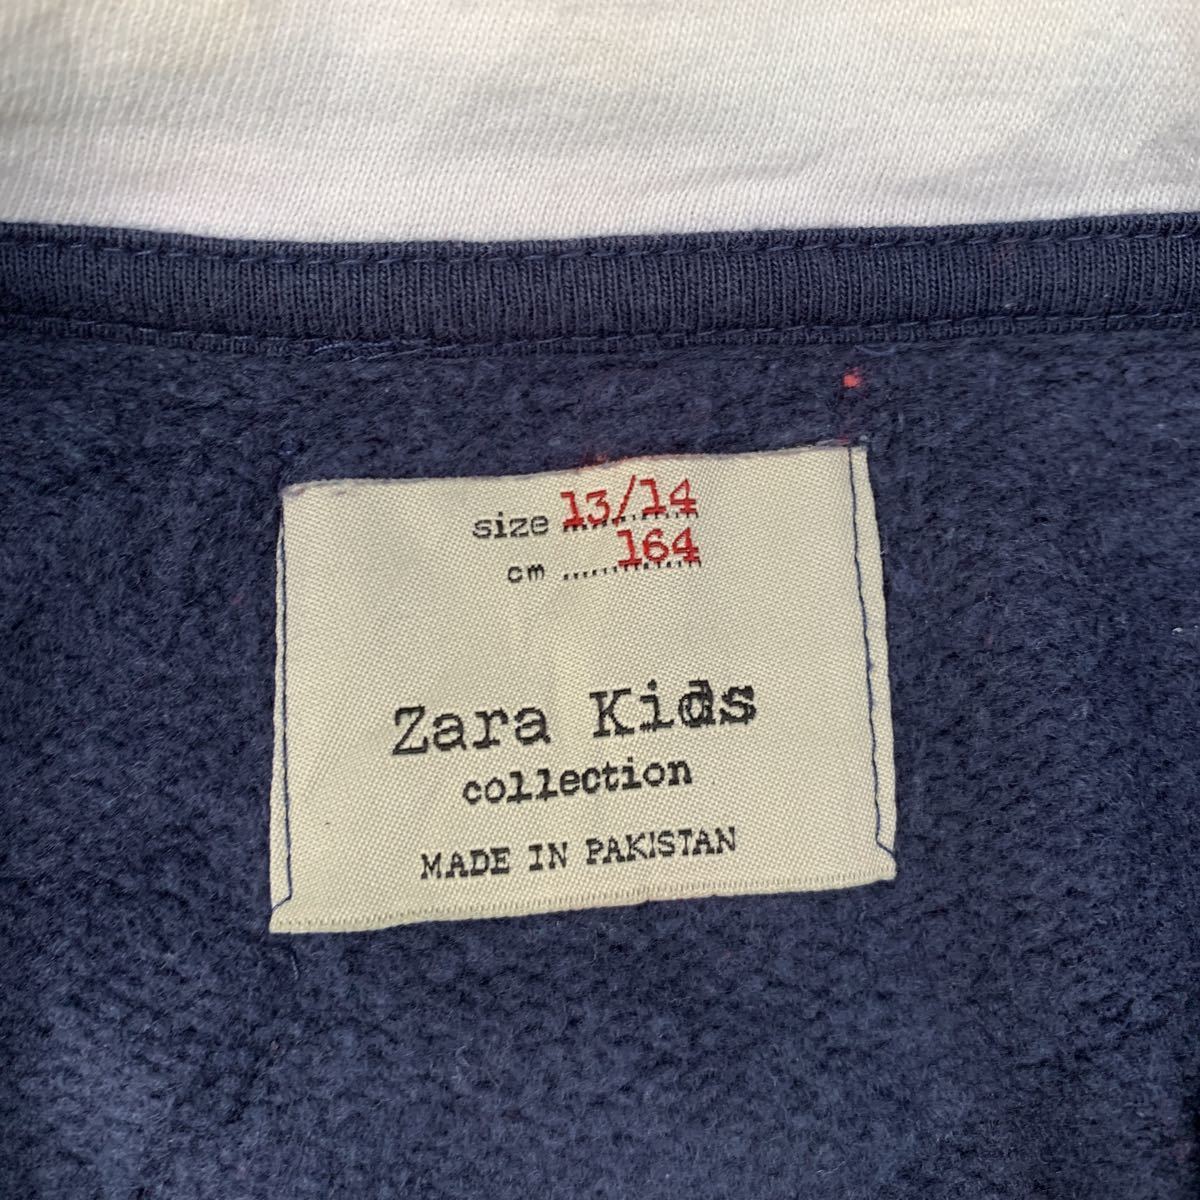 size 13/14
cm 164
Zara Kids
collection
MADE IN PAKISTAN